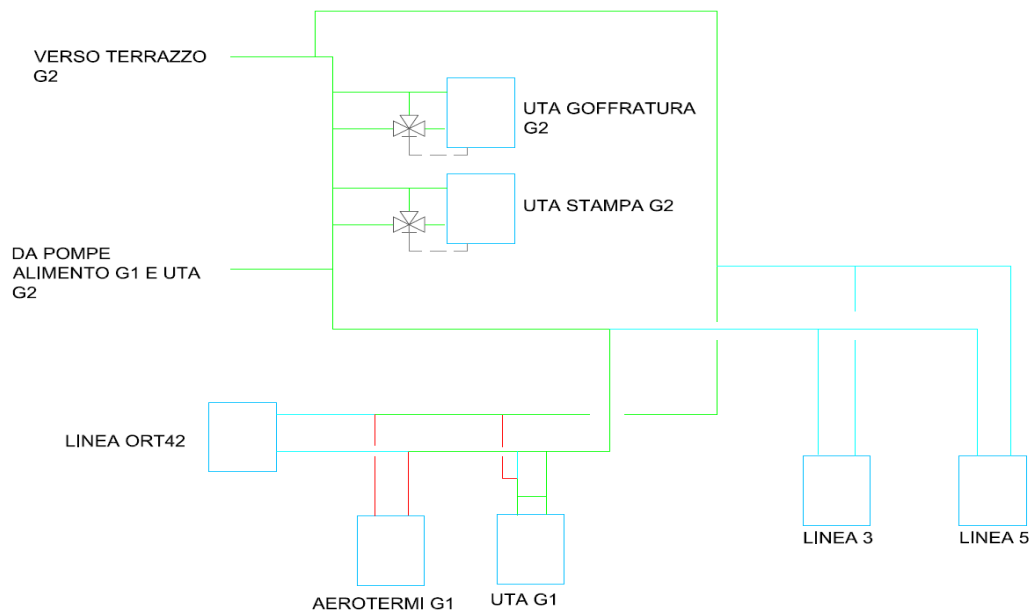 VERSO TERRAZZO
G2
UTA GOFFRATURA
G2
UTA STAMPA G2
DA POMPE
ALIMENTO G1 E UTA
G2
LINEA ORT42
AEROTERMI G1
UTA G1
LINEA 3
LINEA 5